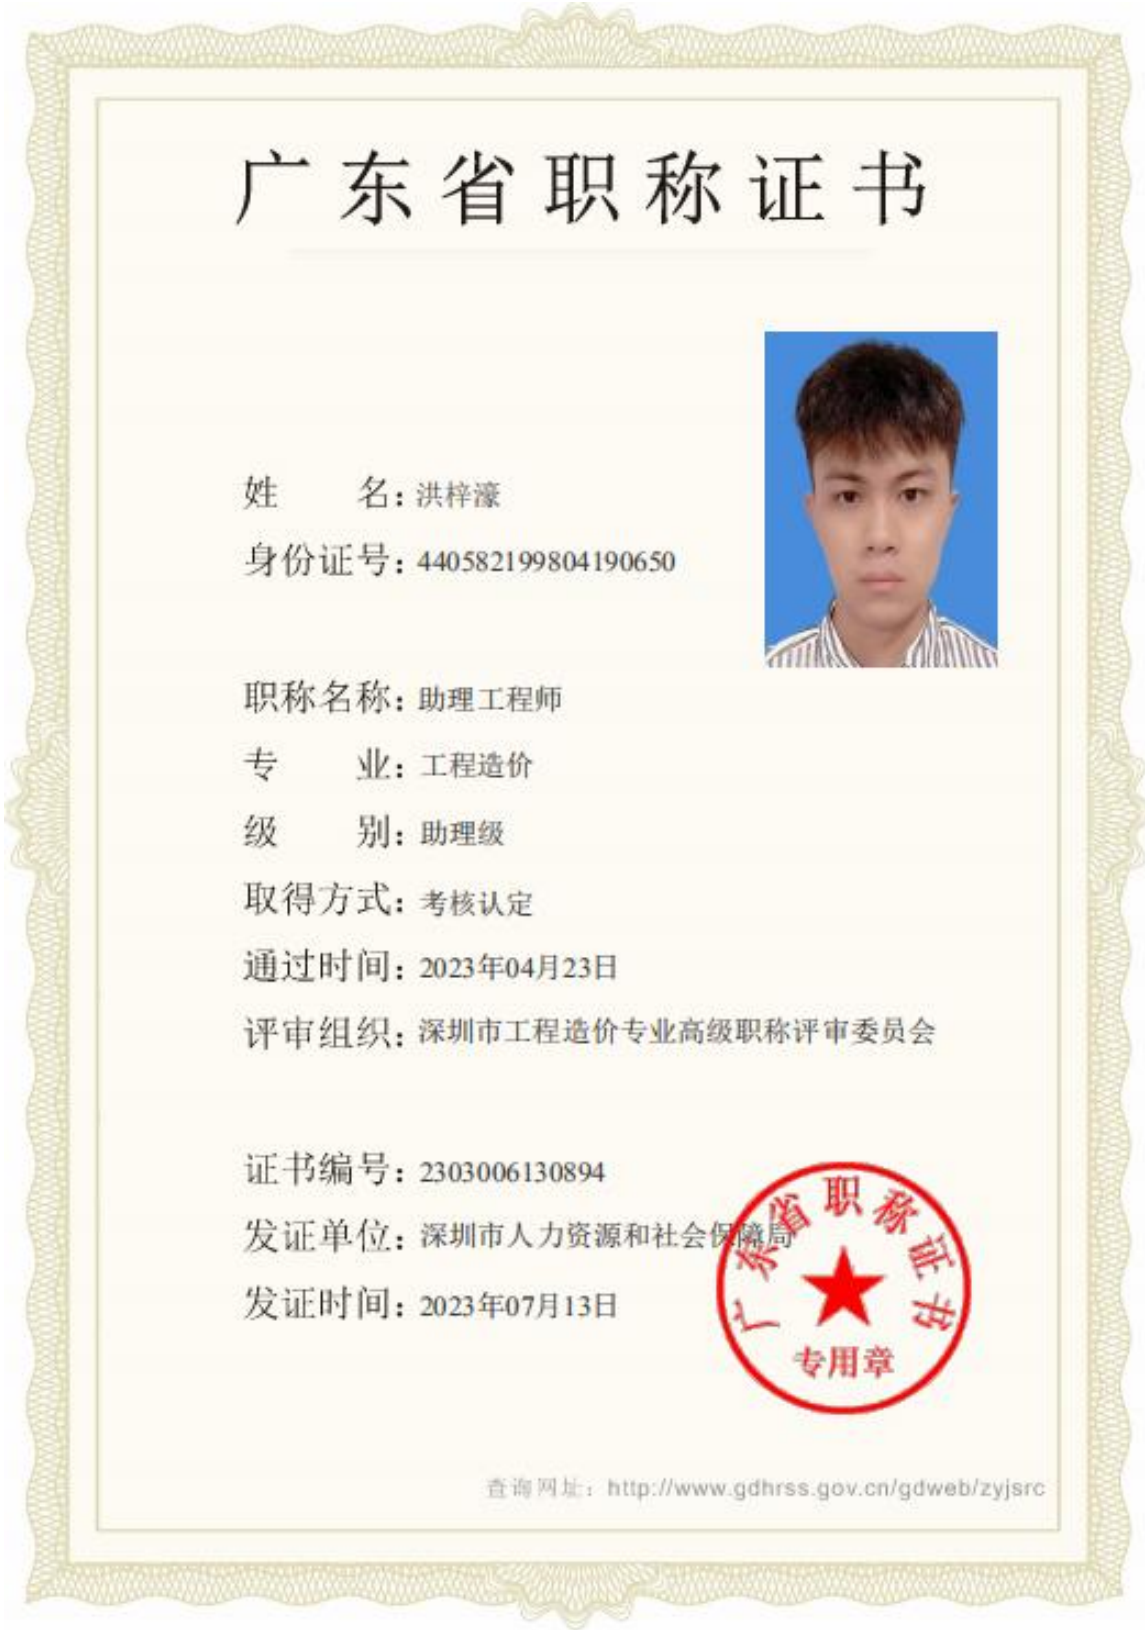 广东省职称证书
姓 名：洪梓濠
身份证号：440582199804190650
职称名称：助理工程师
专 业：工程造价
级 别：助理级
取得方式：考核认定
通过时间：2023年04月23日
评审组织：深圳市工程造价专业高级职称评审委员会
证书编号：2303006130894
发证单位：深圳市人力资源和社会保障局
发证时间：2023年07月13日
广东省职称证书
专用章
查询网址：http://www.gdhrss.gov.cn/gdweb/zyjsrc